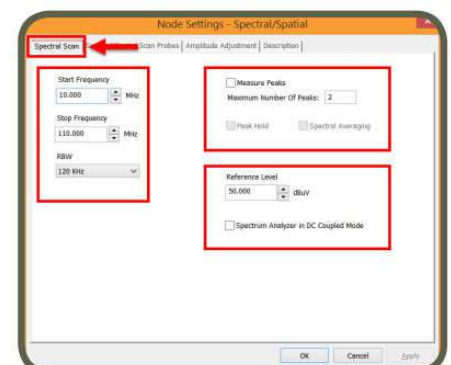 Node Settings - Spectral/Spatial
Spectral Scan Scan Probes Amplitude Adjustment Description
Start Frequency
10.000 MHz
Stop Frequency
110.000 MHz
RBW
120 KHz
Measure Peaks
Maximum Number Of Peaks: 2
Peak Hold Spectral Averaging
Reference Level
50.000 dBuV
Spectrum Analyzer in DC Coupled Mode
OK Cancel Apply